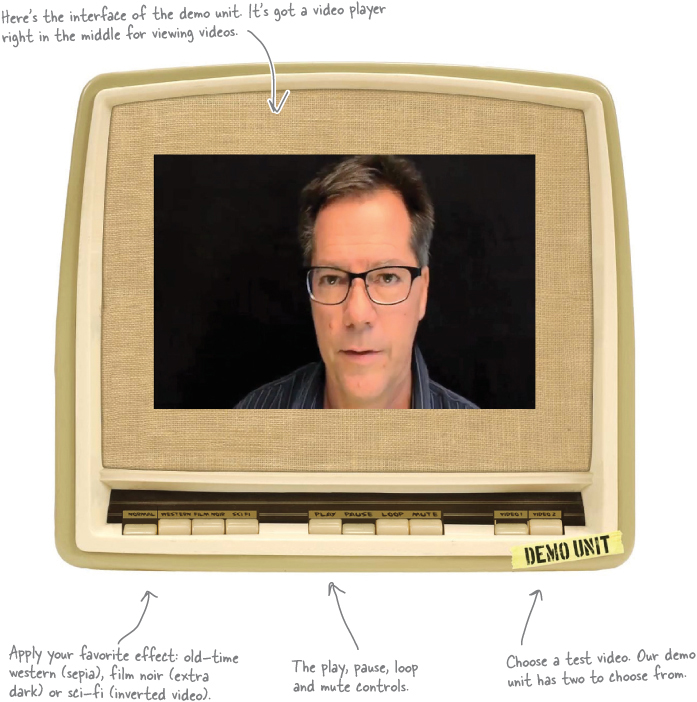 Here's the interface of the demo unit. It's got a video player
right in the middle for viewing videos.
NORMAL WESTERN FILM NOIR SCI FI
PLAY PAUSE LOOP MUTE
VIDEO 1 VIDEO 2
DEMO UNIT
Apply your favorite effect: old-time
western (sepia), film noir (extra
dark) or sci-fi (inverted video).
The play, pause, loop
and mute controls.
Choose a test video. Our demo
unit has two to choose from.